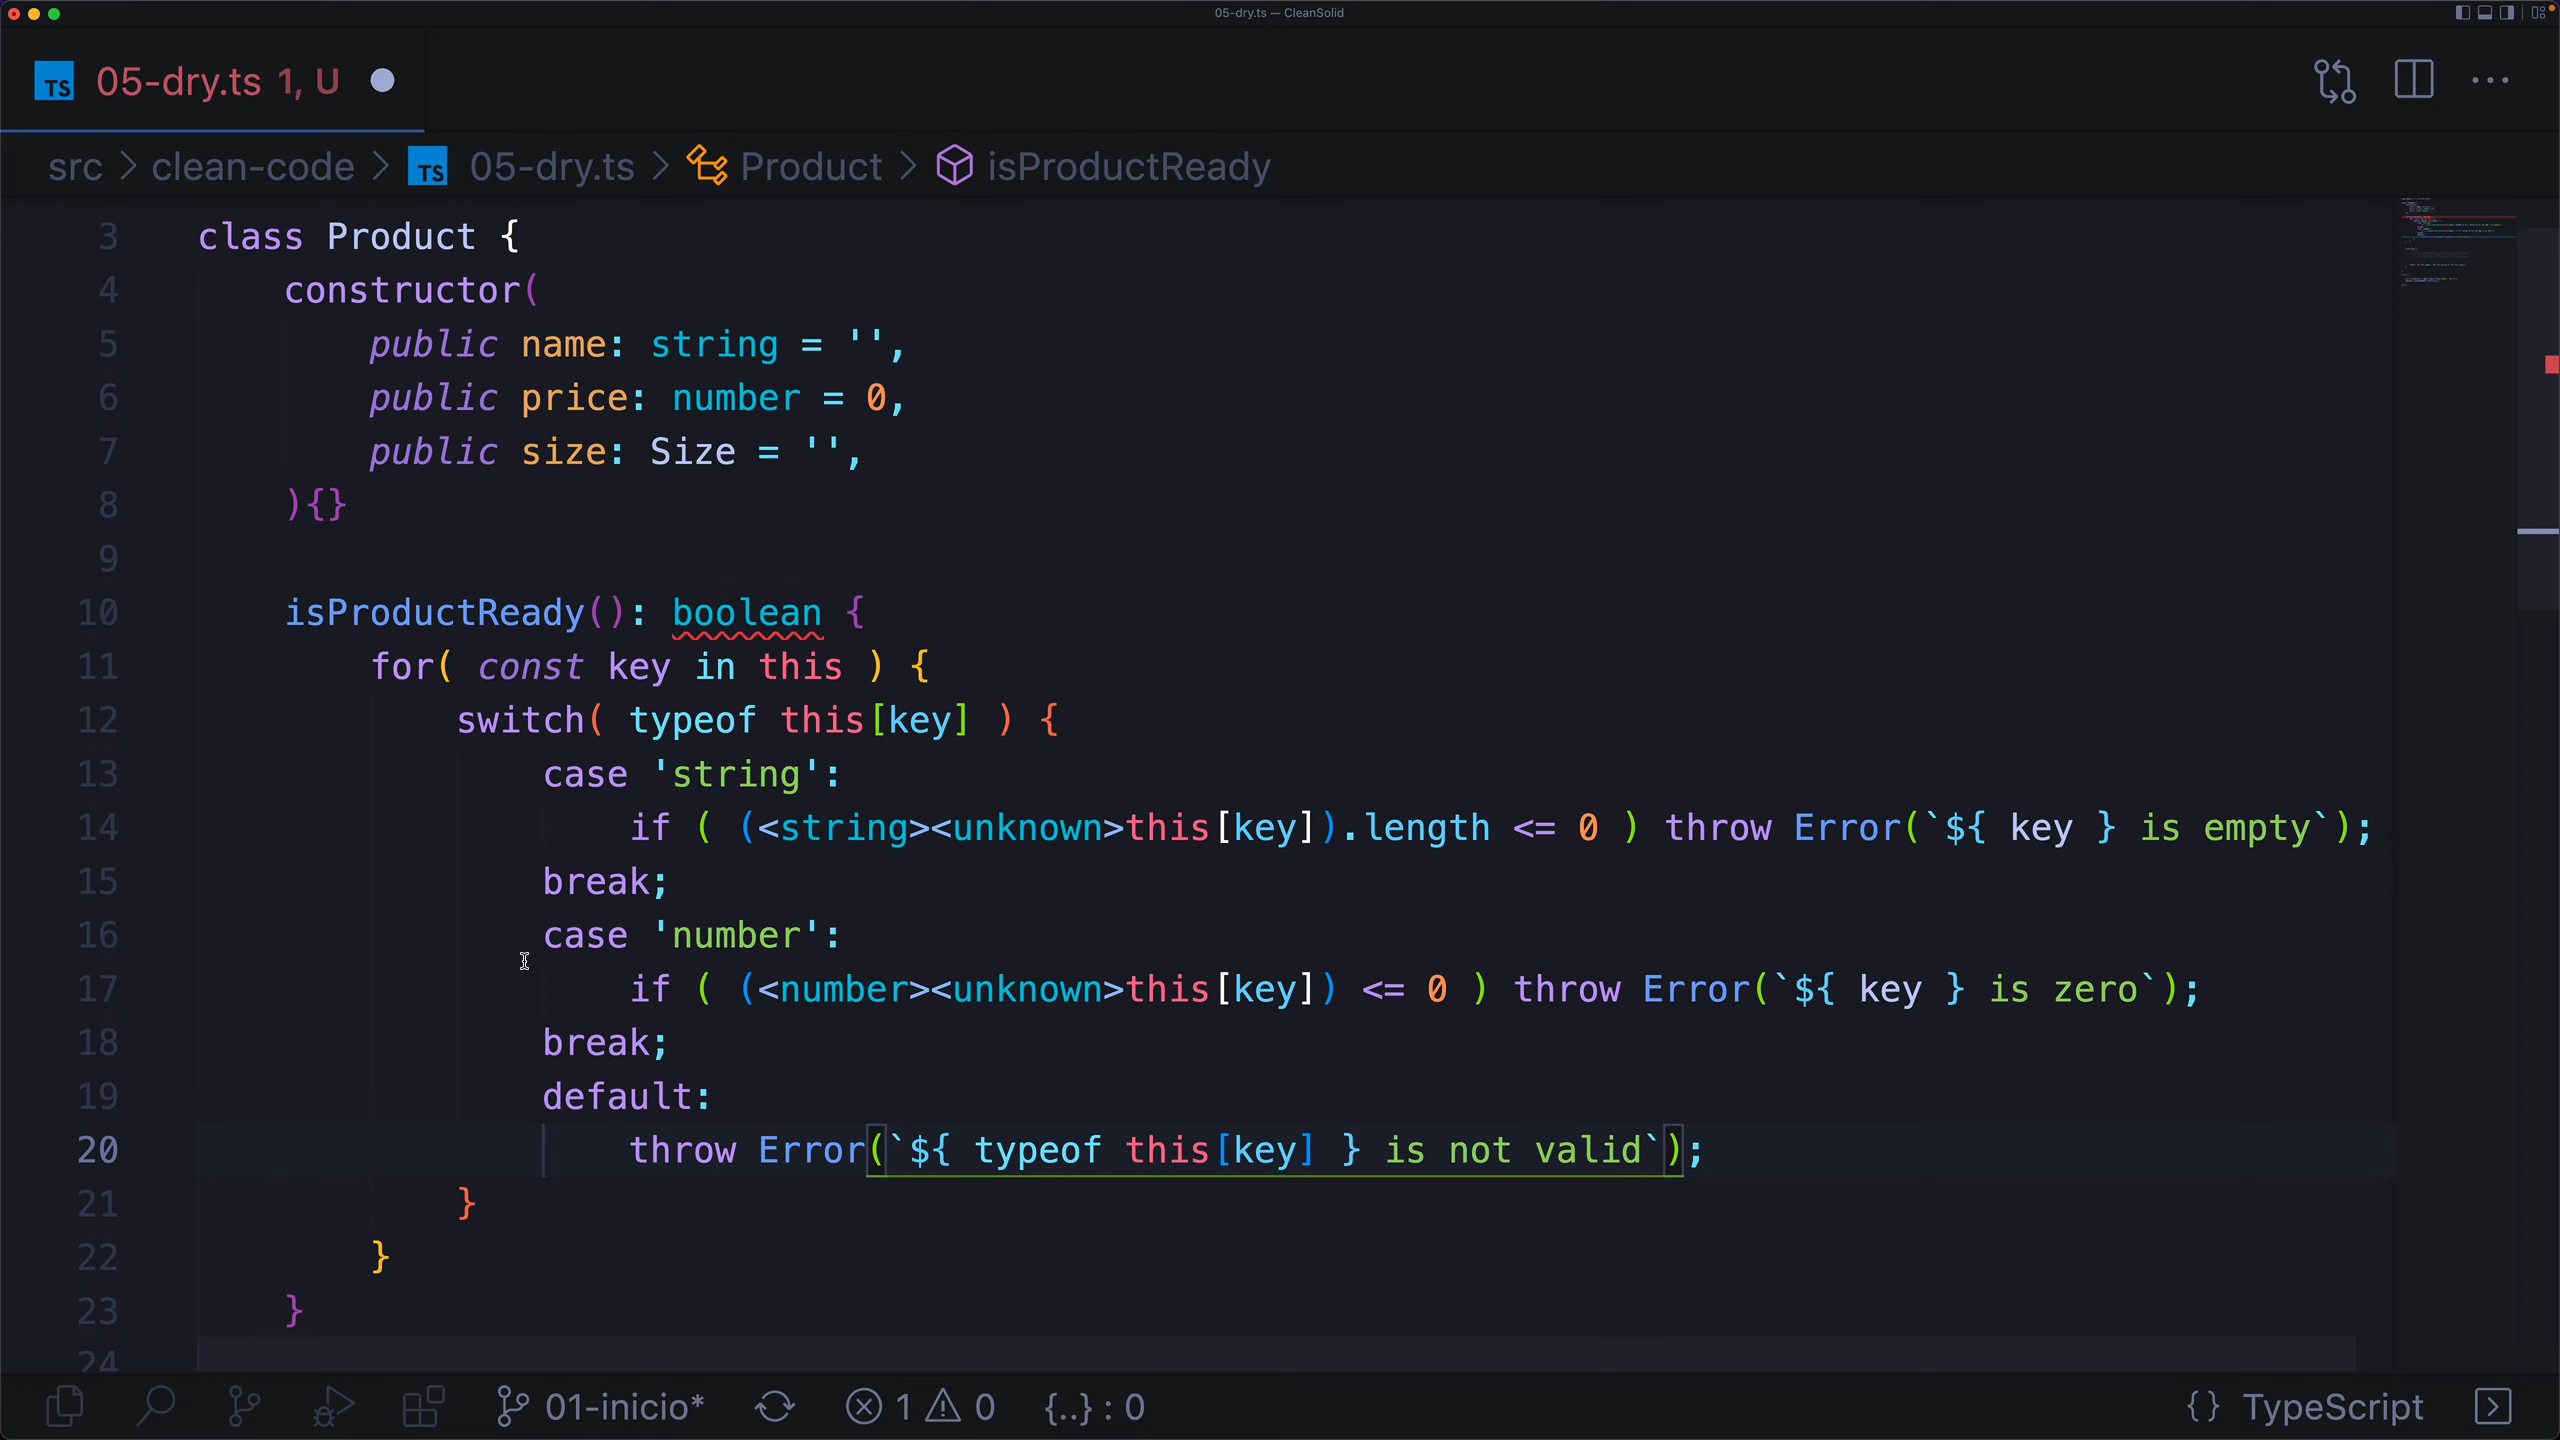 05-dry.ts — CleanSolid
TS 05-dry.ts 1, U
src > clean-code > TS 05-dry.ts > Product > isProductReady
3 class Product {
4 constructor(
5 public name: string = '',
6 public price: number = 0,
7 public size: Size = '',
8 ){}
9
10 isProductReady(): boolean {
11 for( const key in this ) {
12 switch( typeof this[key] ) {
13 case 'string':
14 if ( (<string><unknown>this[key]).length <= 0 ) throw Error(`${ key } is empty`);
15 break;
16 case 'number':
17 if ( (<number><unknown>this[key]) <= 0 ) throw Error(`${ key } is zero`);
18 break;
19 default:
20 throw Error(`${ typeof this[key] } is not valid`);
21 }
22 }
23 }
24
01-inicio* 1 0 {..} : 0 {} TypeScript